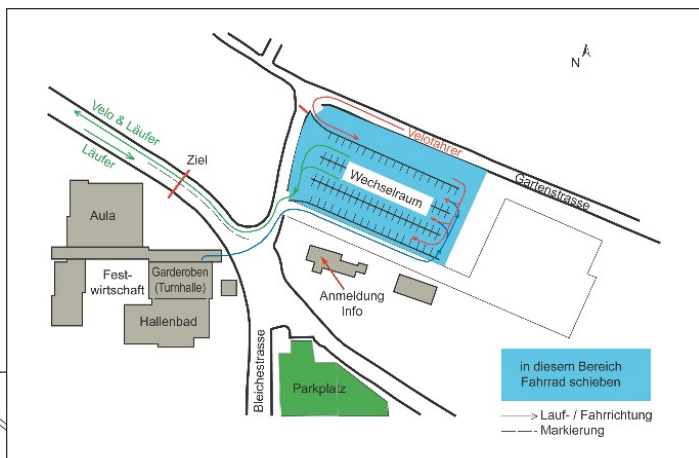 N
Velo & Läufer
Läufer
Ziel
Velofahrer
Gartenstrasse
Wechselraum
Aula
Fest-
wirtschaft
Garderoben
(Turnhalle)
Hallenbad
Anmeldung
Info
Bleichestrasse
Parkplatz
in diesem Bereich
Fahrrad schieben
Lauf- / Fahrrichtung
Markierung